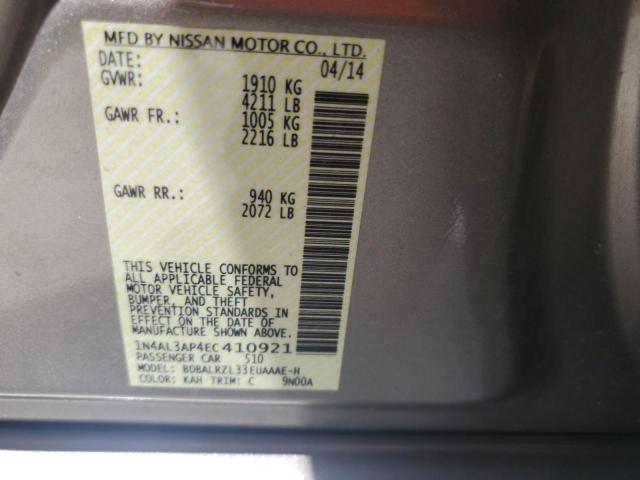 MFD BY NISSAN MOTOR CO., LTD.
DATE: 04/14
GVWR: 1910 KG
4211 LB
GAWR FR.: 1005 KG
2216 LB
GAWR RR.: 940 KG
2072 LB
THIS VEHICLE CONFORMS TO
ALL APPLICABLE FEDERAL
MOTOR VEHICLE SAFETY,
BUMPER, AND THEFT
PREVENTION STANDARDS IN
EFFECT ON THE DATE OF
MANUFACTURE SHOWN ABOVE.
1N4AL3AP4EC410921
PASSENGER CAR 510
MODEL: BDBALRZL33EUAAAE-H
COLOR: KAH TRIM: C 9N00A